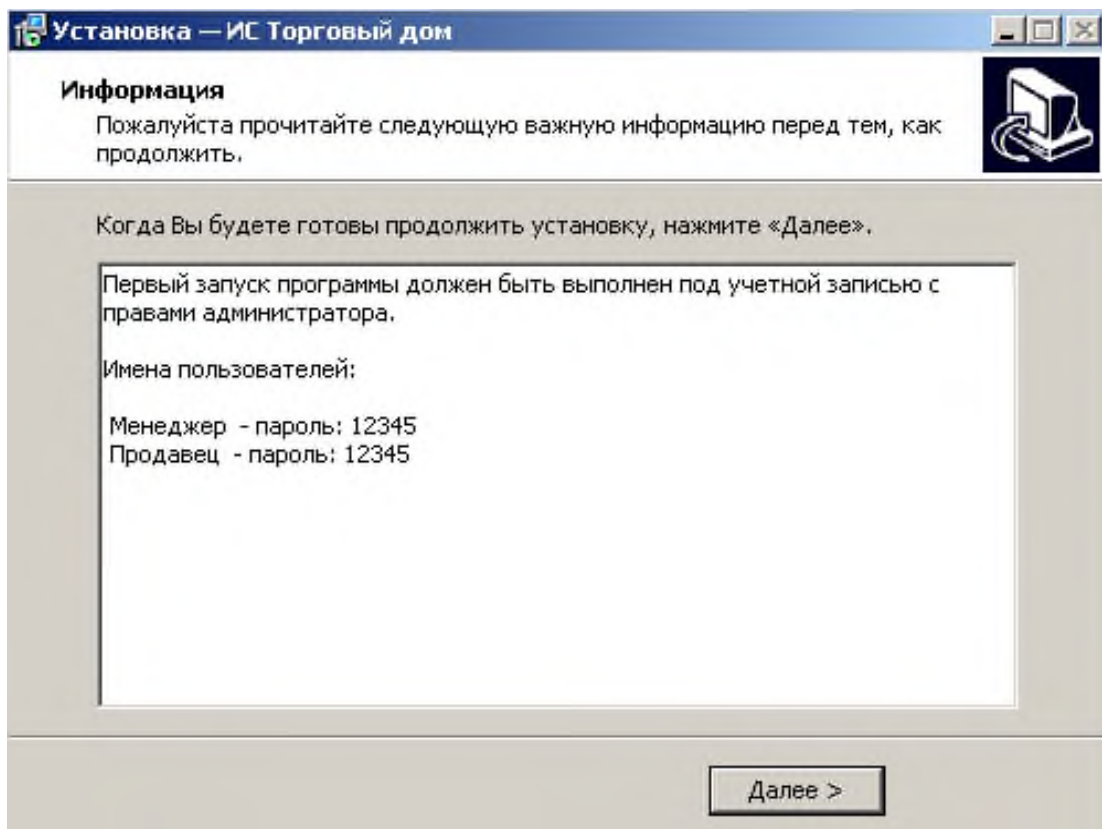 Установка — ИС Торговый дом
Информация
Пожалуйста прочитайте следующую важную информацию перед тем, как
продолжить.
Когда Вы будете готовы продолжить установку, нажмите «Далее».
Первый запуск программы должен быть выполнен под учетной записью с
правами администратора.
Имена пользователей:
Менеджер - пароль: 12345
Продавец - пароль: 12345
Далее >